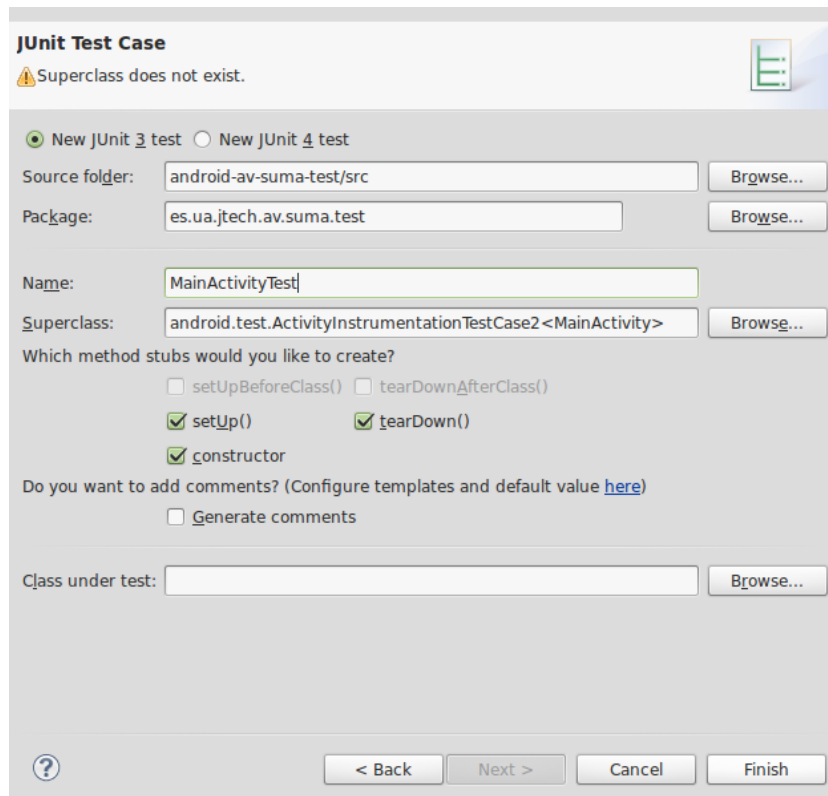 JUnit Test Case
Superclass does not exist.
New JUnit 3 test New JUnit 4 test
Source folder: android-av-suma-test/src Browse...
Package: es.ua.jtech.av.suma.test Browse...
Name: MainActivityTest
Superclass: android.test.ActivityInstrumentationTestCase2<MainActivity> Browse...
Which method stubs would you like to create?
setUpBeforeClass() tearDownAfterClass()
setUp() tearDown()
constructor
Do you want to add comments? (Configure templates and default value here)
Generate comments
Class under test: Browse...
? < Back Next > Cancel Finish